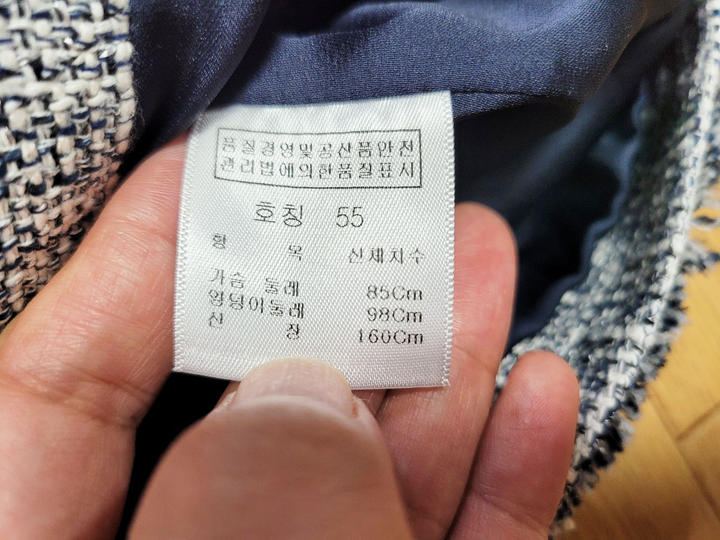 품질경영및공산품안전
관리법에의한품질표시
호칭 55
항 목 신체치수
가슴 둘레 85Cm
엉덩이둘레 98Cm
신 장 160Cm